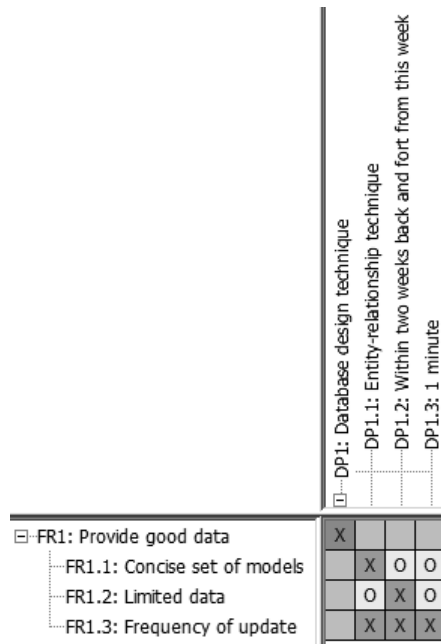 DP1: Database design technique
DP1.1: Entity-relationship technique
DP1.2: Within two weeks back and fort from this week
DP1.3: 1 minute
FR1: Provide good data X
FR1.1: Concise set of models X O O
FR1.2: Limited data O X O
FR1.3: Frequency of update X X X